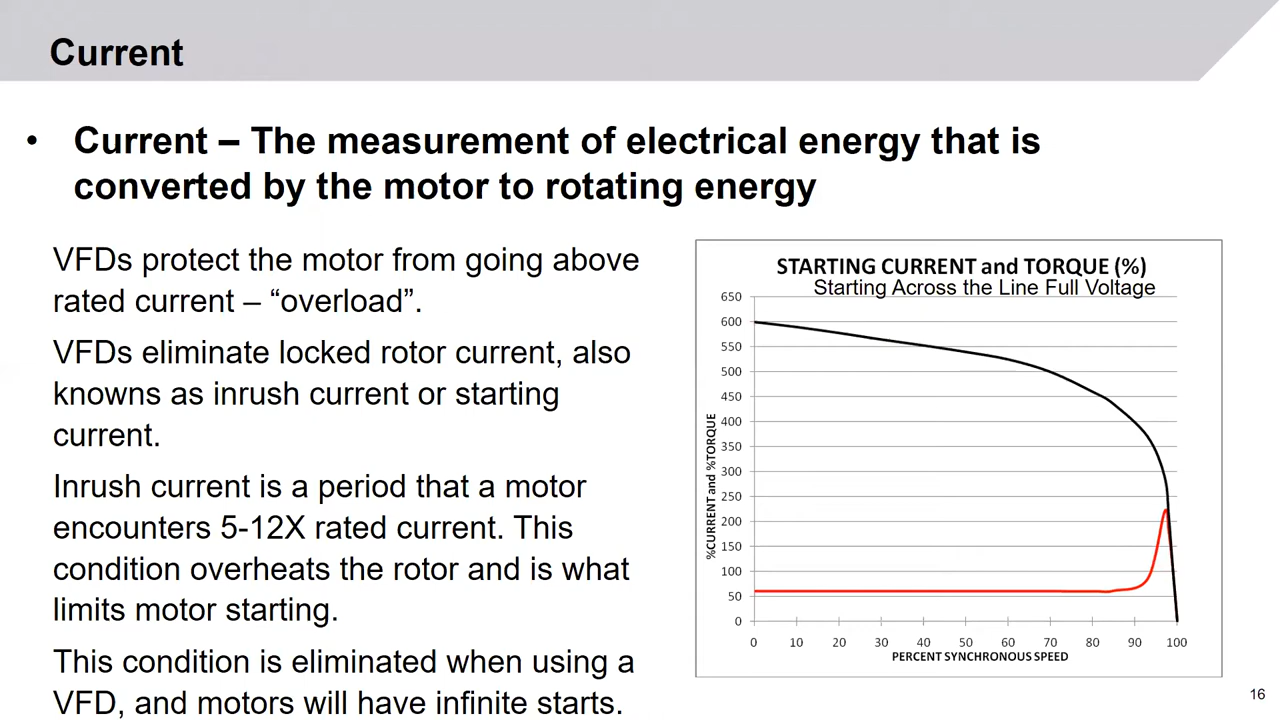 Current
• Current – The measurement of electrical energy that is
converted by the motor to rotating energy
VFDs protect the motor from going above
rated current – “overload”.
VFDs eliminate locked rotor current, also
knowns as inrush current or starting
current.
Inrush current is a period that a motor
encounters 5-12X rated current. This
condition overheats the rotor and is what
limits motor starting.
This condition is eliminated when using a
VFD, and motors will have infinite starts.
STARTING CURRENT and TORQUE (%)
Starting Across the Line Full Voltage
%CURRENT and %TORQUE
650
600
550
500
450
400
350
300
250
200
150
100
50
0
0 10 20 30 40 50 60 70 80 90 100
PERCENT SYNCHRONOUS SPEED
16